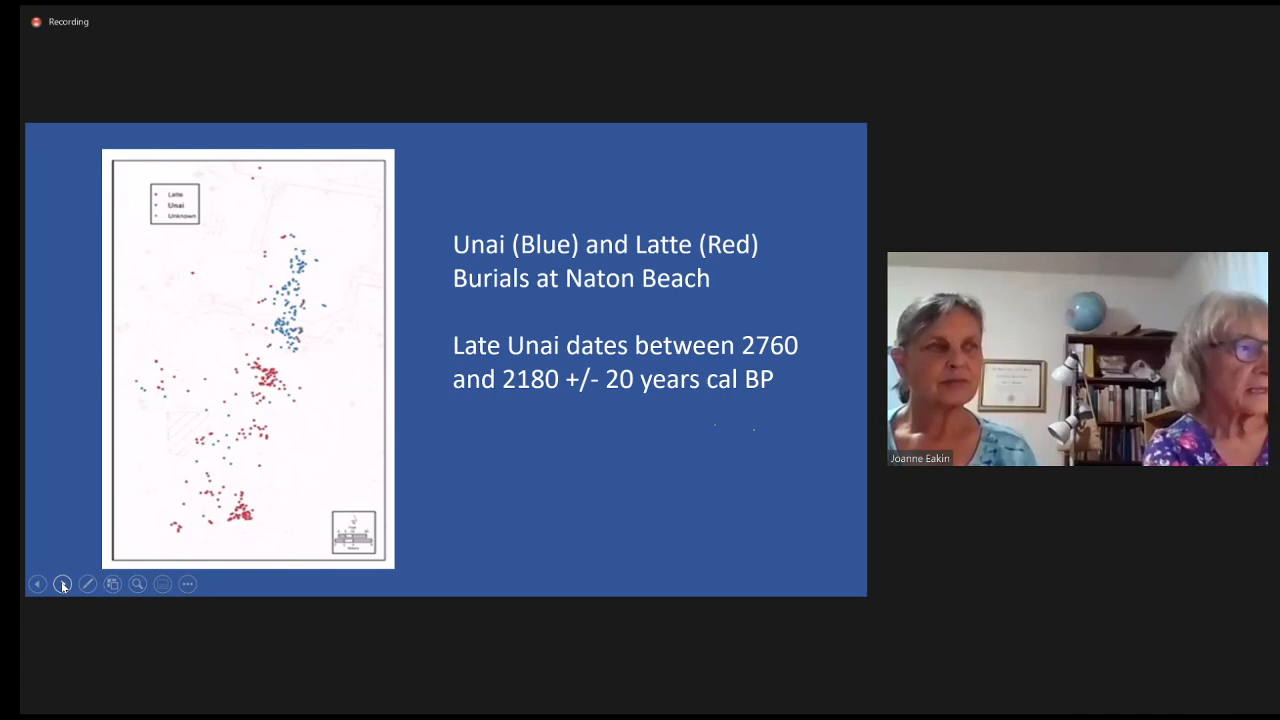 Recording
Latte
Unai
Unknown
Unai (Blue) and Latte (Red)
Burials at Naton Beach
Late Unai dates between 2760
and 2180 +/- 20 years cal BP
Joanne Eakin